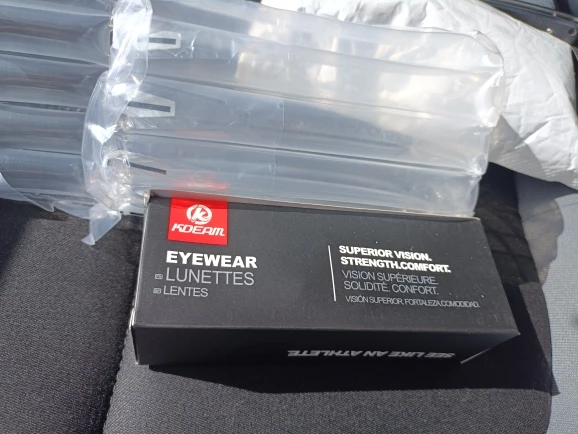 KDEAM
EYEWEAR
LUNETTES
LENTES
SUPERIOR VISION.
STRENGTH.COMFORT.
VISION SUPÉRIEURE.
SOLIDITÉ. CONFORT.
VISIÓN SUPERIOR, FORTALEZA.COMODIDAD.
SEE LIKE AN ATHLETE.